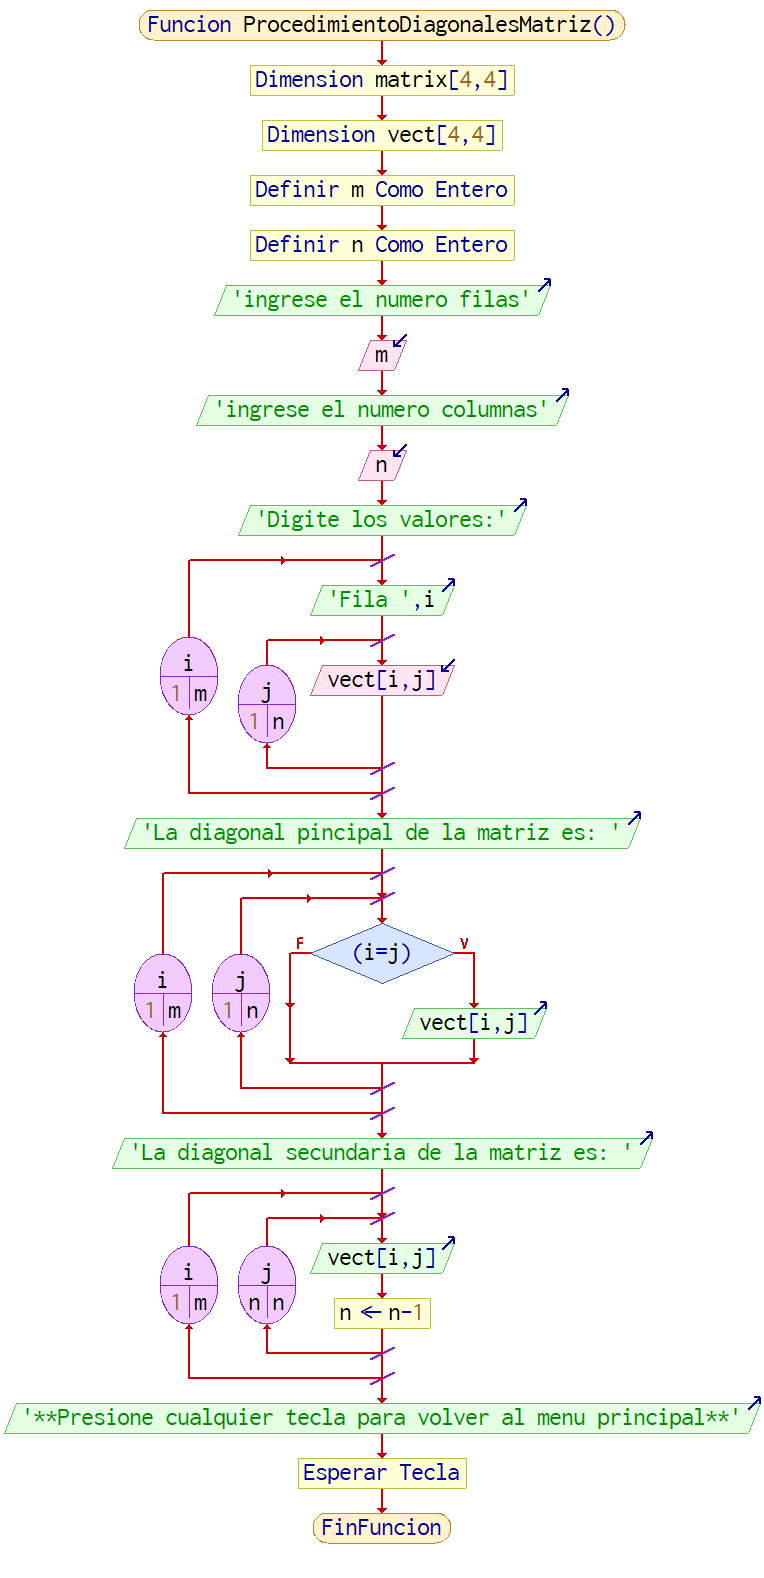 Funcion ProcedimientoDiagonalesMatriz()
Dimension matrix[4,4]
Dimension vect[4,4]
Definir m Como Entero
Definir n Como Entero
'ingrese el numero filas'
m
'ingrese el numero columnas'
n
'Digite los valores:'
'Fila ',i
i
1 m
j
1 n
vect[i,j]
'La diagonal pincipal de la matriz es: '
F
(i=j)
V
i
1 m
j
1 n
vect[i,j]
'La diagonal secundaria de la matriz es: '
i
1 m
j
n n
vect[i,j]
n ← n-1
'**Presione cualquier tecla para volver al menu principal**'
Esperar Tecla
FinFuncion